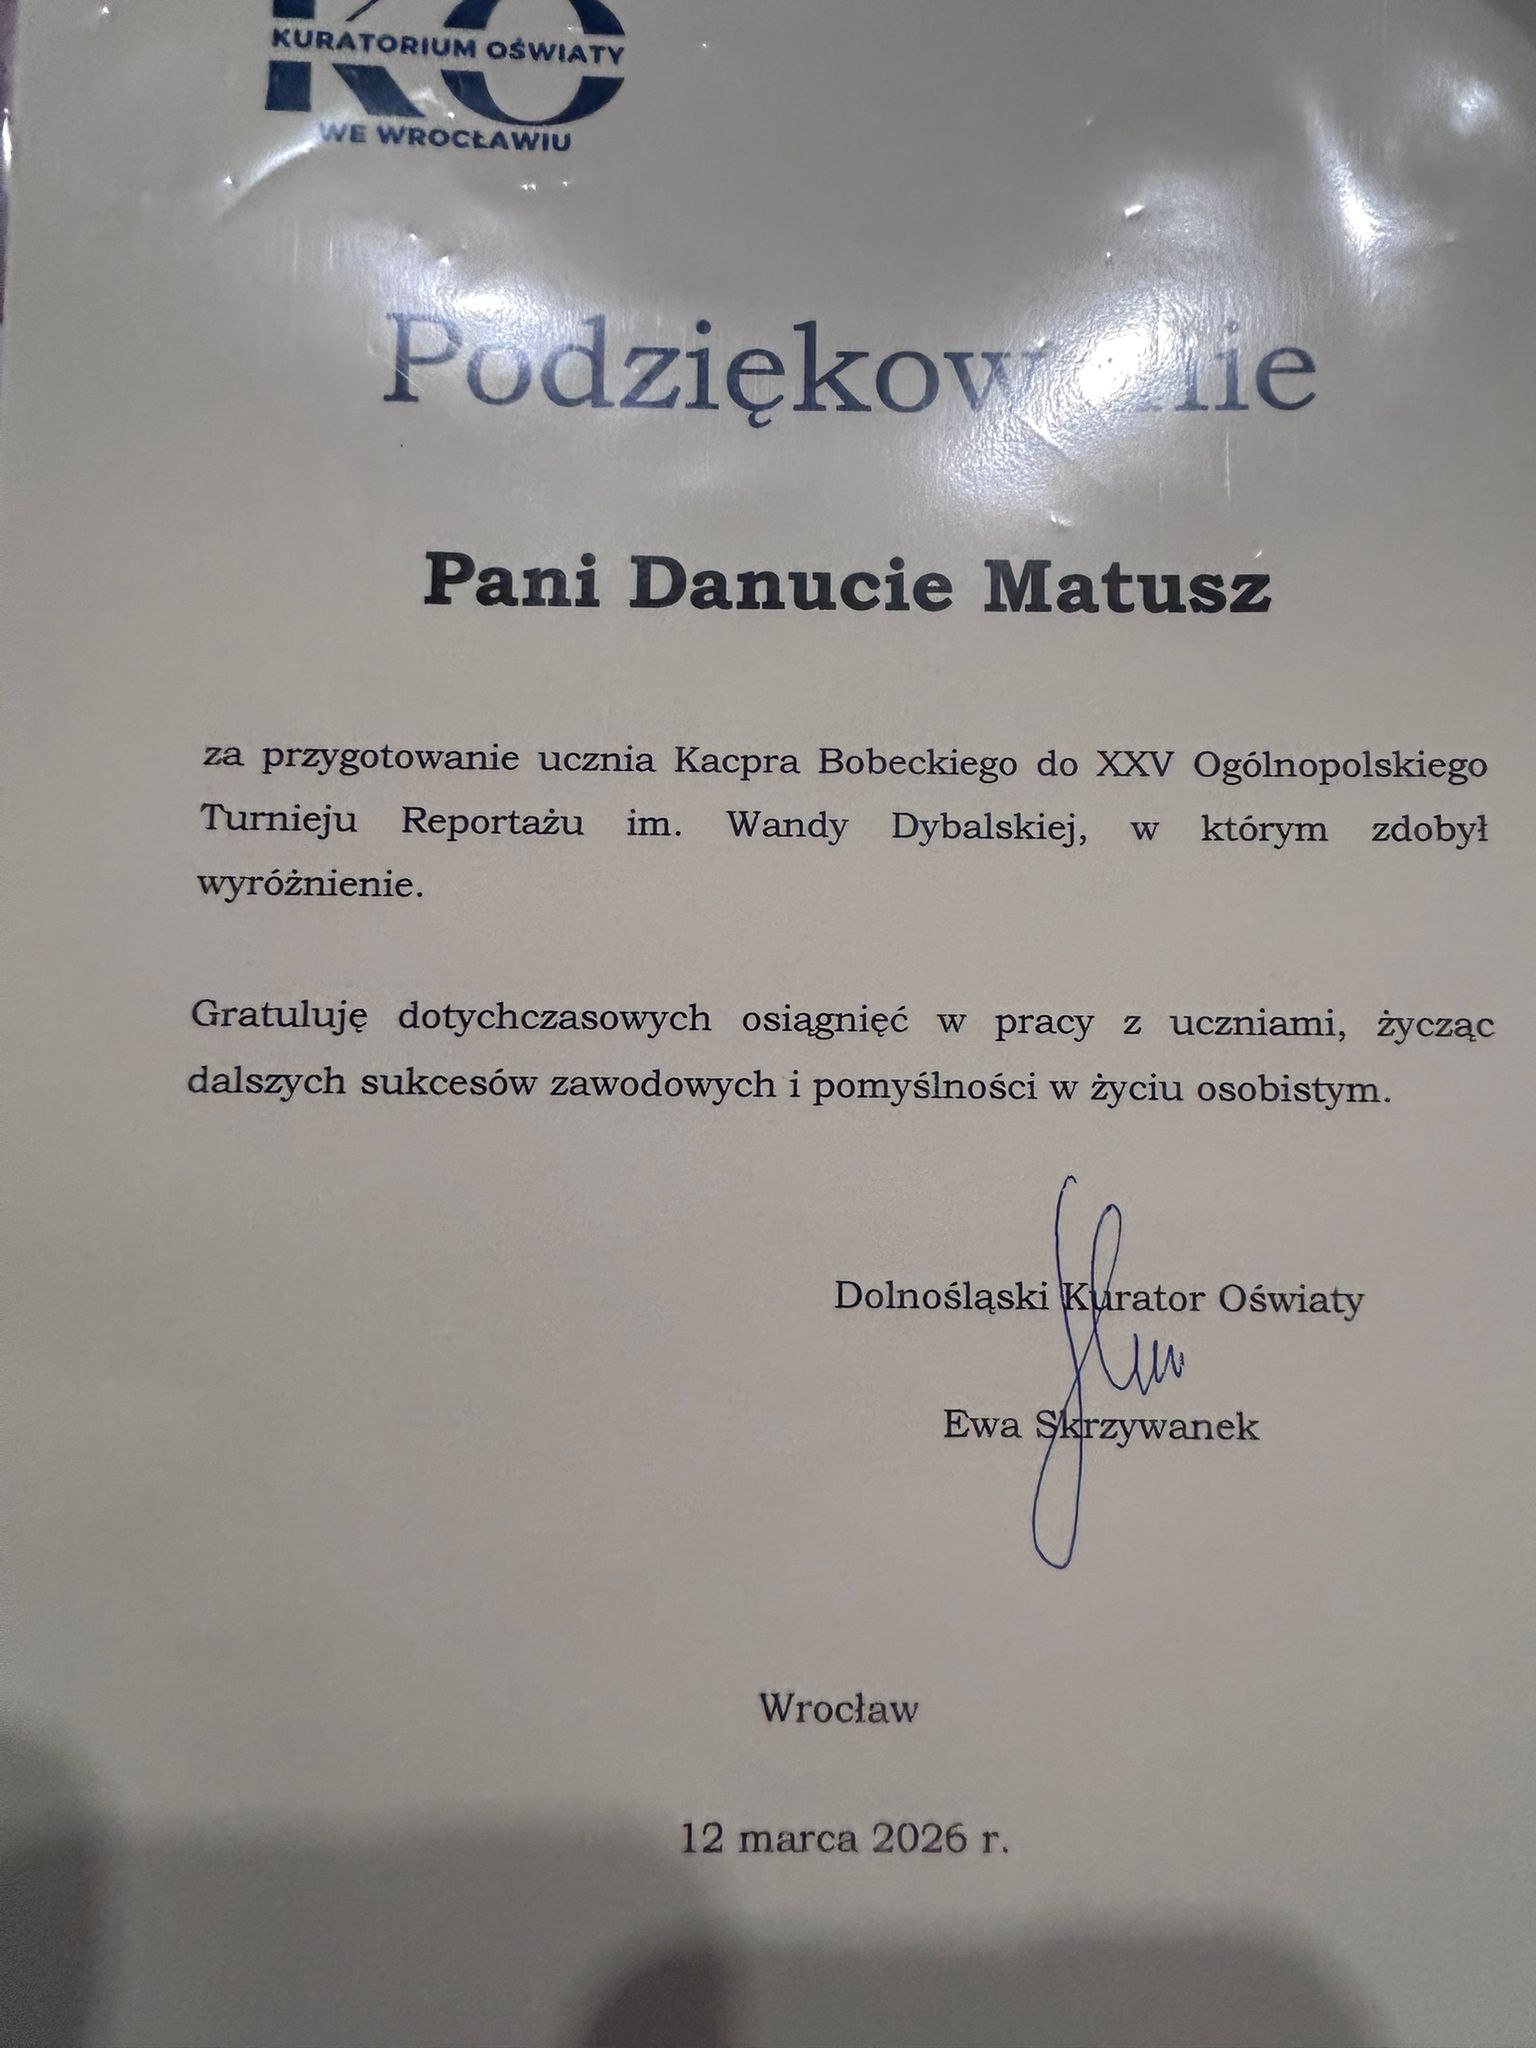 KO
KURATORIUM OŚWIATY
WE WROCŁAWIU
Podziękowanie
Pani Danucie Matusz
za przygotowanie ucznia Kacpra Bobeckiego do XXV Ogólnopolskiego
Turnieju Reportażu im. Wandy Dybalskiej, w którym zdobył
wyróżnienie.
Gratuluję dotychczasowych osiągnięć w pracy z uczniami, życząc
dalszych sukcesów zawodowych i pomyślności w życiu osobistym.
Dolnośląski Kurator Oświaty
Ewa Skrzywanek
Wrocław
12 marca 2026 r.